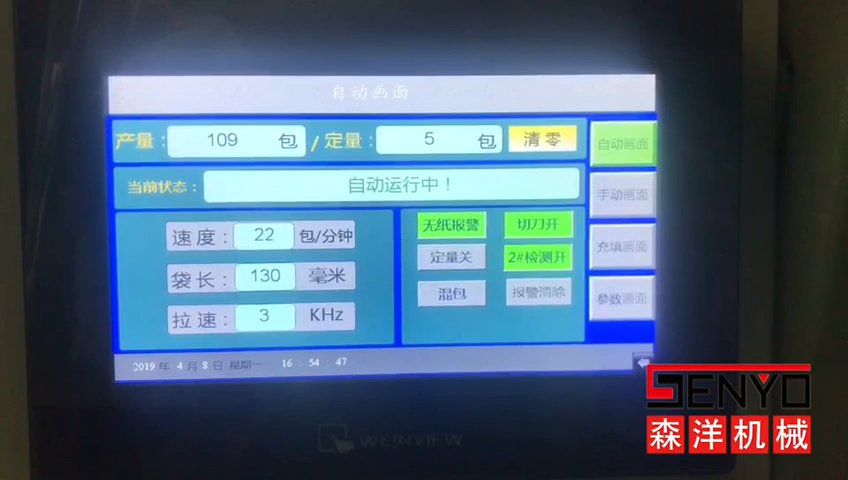 自动画面
产量: 109 包 / 定量: 5 包 清零
当前状态: 自动运行中!
速度: 22 包/分钟
袋长: 130 毫米
拉速: 3 KHz
无纸报警 切刀开
定量关 2#检测开
混包 报警清除
自动画面
手动画面
充填画面
参数画面
2019 年 4 月 8 日 星期一 16 : 54 : 47
WEINVIEW
SENYO
森洋机械